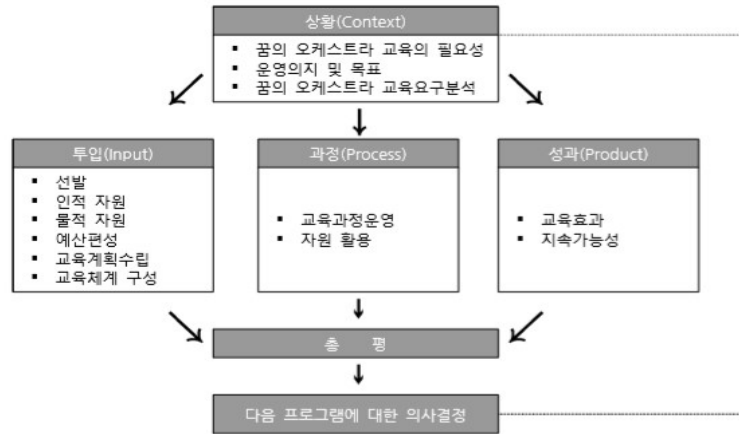 상황(Context)
▪ 꿈의 오케스트라 교육의 필요성
▪ 운영의지 및 목표
▪ 꿈의 오케스트라 교육요구분석
투입(Input)
▪ 선발
▪ 인적 자원
▪ 물적 자원
▪ 예산편성
▪ 교육계획수립
▪ 교육체계 구성
과정(Process)
▪ 교육과정운영
▪ 자원 활용
성과(Product)
▪ 교육효과
▪ 지속가능성
총 평
다음 프로그램에 대한 의사결정